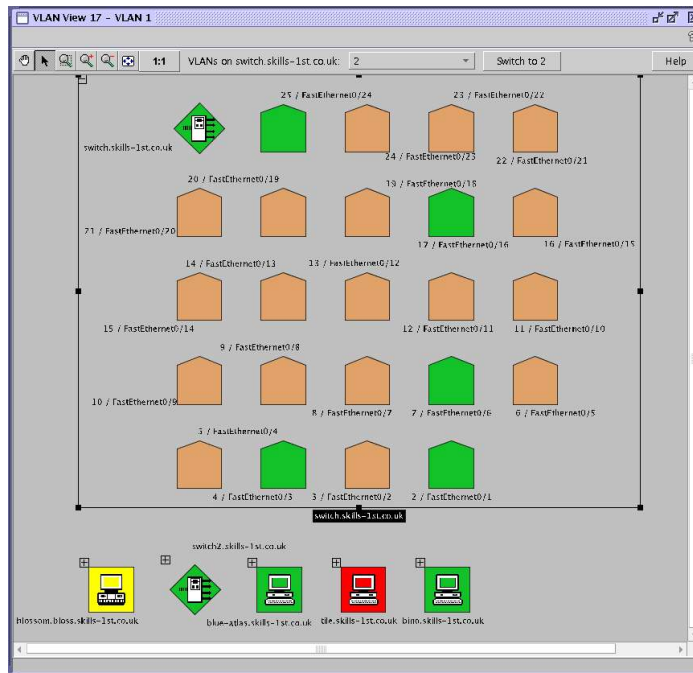 VLAN View 17 - VLAN 1
1:1
VLANs on switch.skills-1st.co.uk:
2
Switch to 2
Help
25 / FastEthernet0/24
23 / FastEthernet0/22
switch.skills-1st.co.uk
24 / FastEthernet0/23
22 / FastEthernet0/21
20 / FastEthernet0/19
19 / FastEthernet0/18
21 / FastEthernet0/20
17 / FastEthernet0/16
16 / FastEthernet0/15
14 / FastEthernet0/13
13 / FastEthernet0/12
15 / FastEthernet0/14
12 / FastEthernet0/11
11 / FastEthernet0/10
9 / FastEthernet0/8
10 / FastEthernet0/9
8 / FastEthernet0/7
7 / FastEthernet0/6
6 / FastEthernet0/5
5 / FastEthernet0/4
4 / FastEthernet0/3
3 / FastEthernet0/2
2 / FastEthernet0/1
switch.skills-1st.co.uk
switch2.skills-1st.co.uk
blossom.bloss.skills-1st.co.uk
blue-atlas.skills-1st.co.uk
tile.skills-1st.co.uk
bino.skills-1st.co.uk